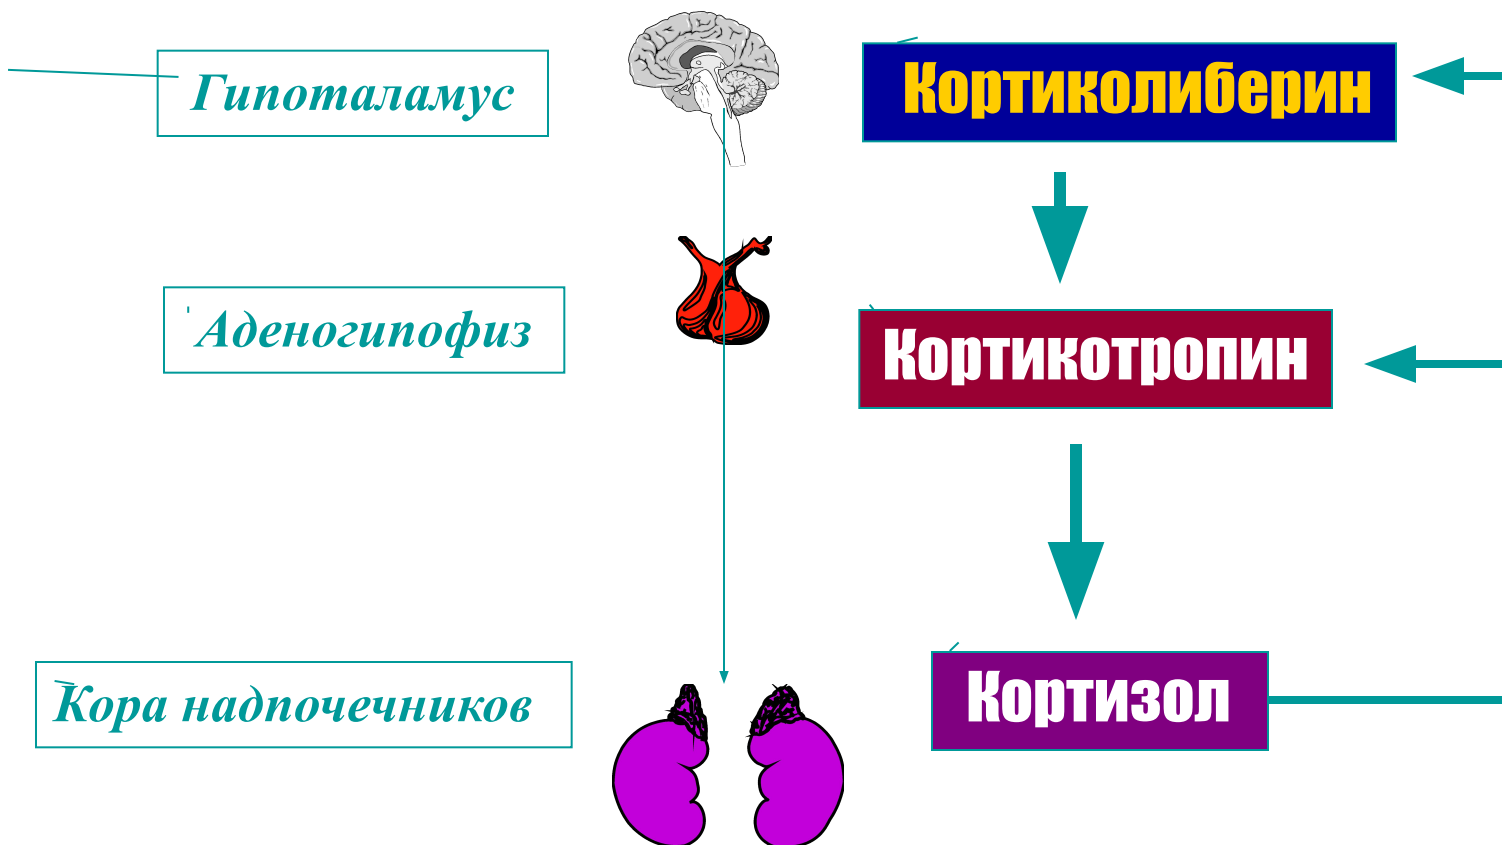 Гипоталамус
Кортиколиберин
Аденогипофиз
Кортикотропин
Кора надпочечников
Кортизол